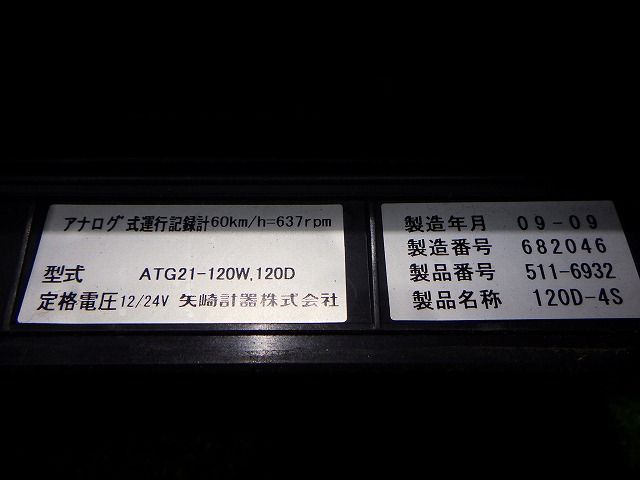 アナログ式運行記録計60km/h=637rpm
型式 ATG21-120W,120D
定格電圧12/24V 矢崎計器株式会社
製造年月 09-09
製造番号 682046
製品番号 511-6932
製品名称 120D-4S